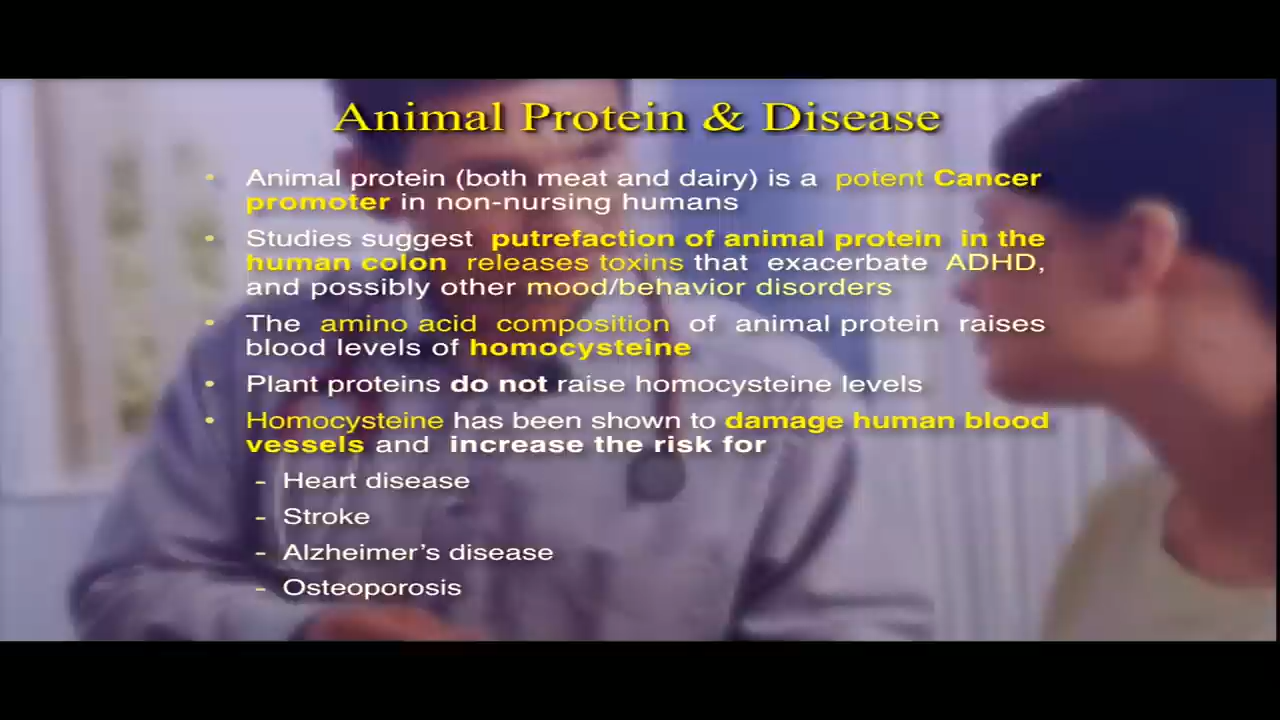 Animal Protein & Disease
• Animal protein (both meat and dairy) is a potent Cancer
promoter in non-nursing humans
• Studies suggest putrefaction of animal protein in the
human colon releases toxins that exacerbate ADHD,
and possibly other mood/behavior disorders
• The amino acid composition of animal protein raises
blood levels of homocysteine
• Plant proteins do not raise homocysteine levels
• Homocysteine has been shown to damage human blood
vessels and increase the risk for
- Heart disease
- Stroke
- Alzheimer’s disease
- Osteoporosis